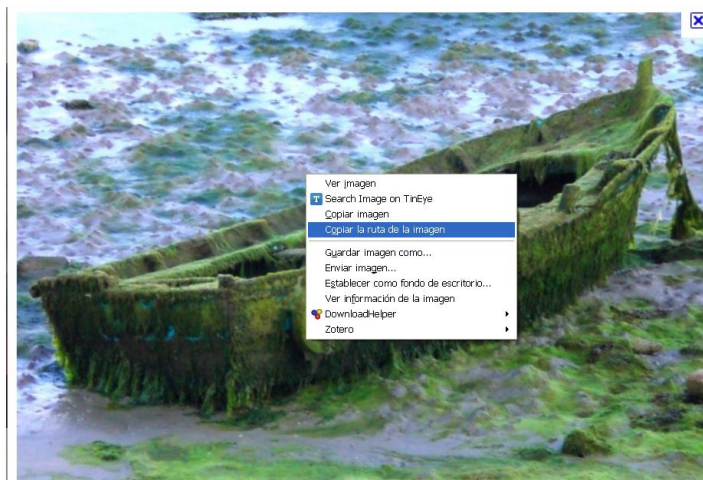 Ver imagen
Search Image on TinEye
Copiar imagen
Copiar la ruta de la imagen
Guardar imagen como...
Enviar imagen...
Establecer como fondo de escritorio...
Ver información de la imagen
DownloadHelper
Zotero